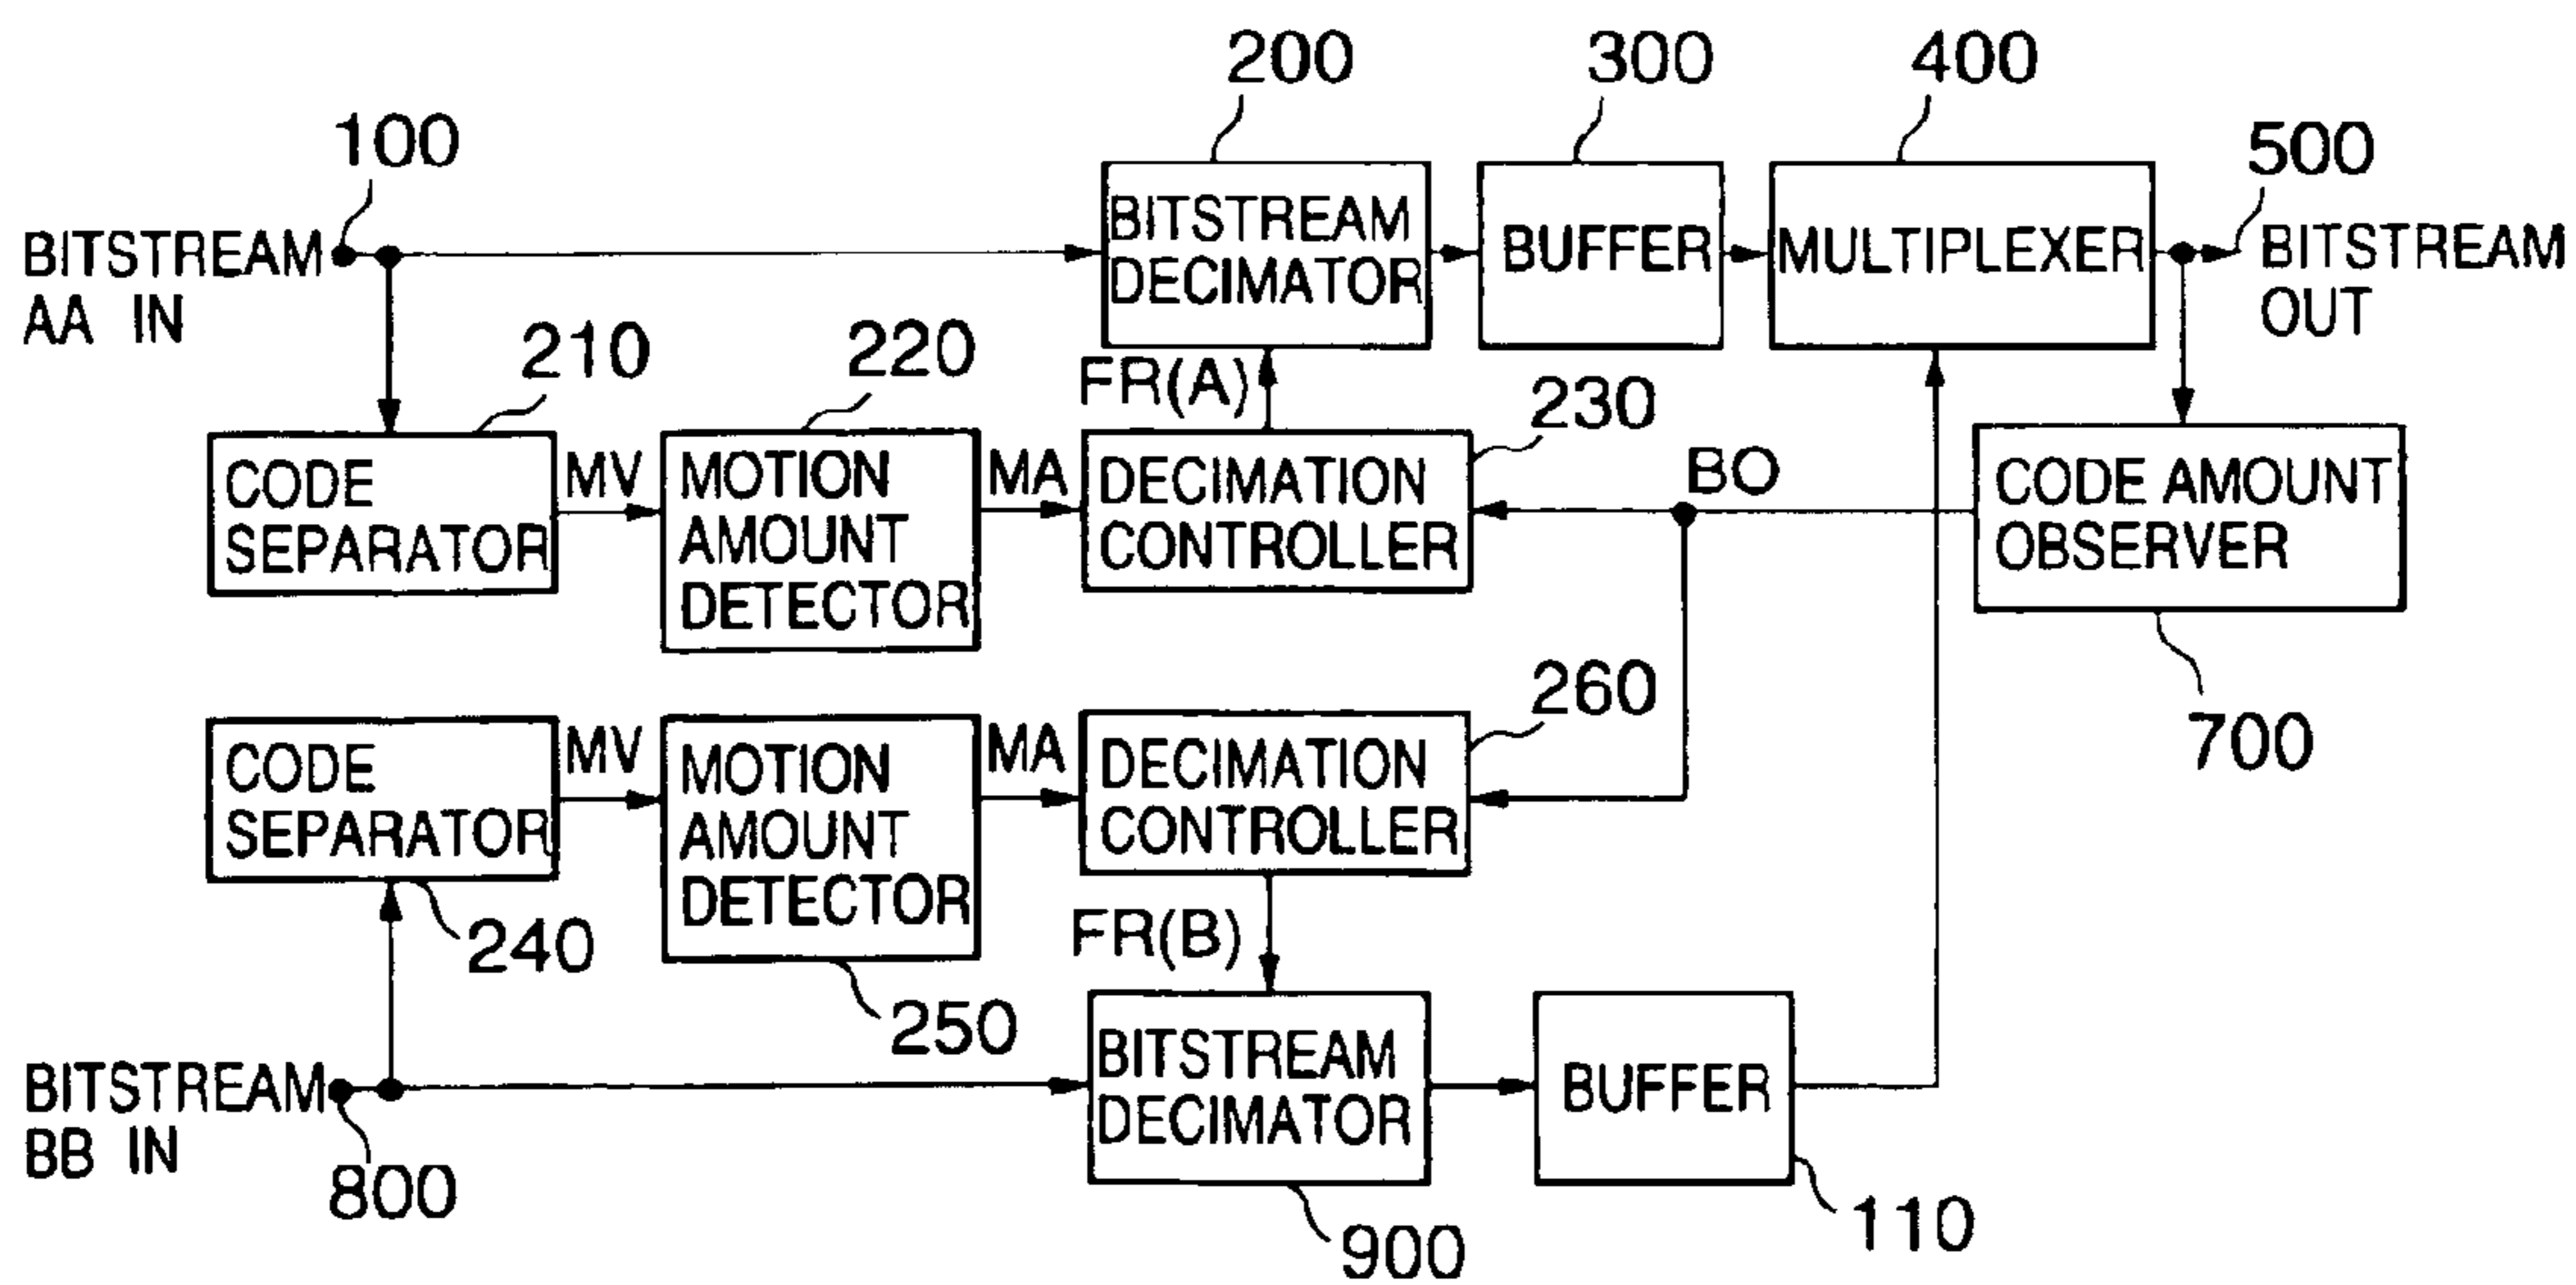 200
300
400
100
500
BITSTREAM
AA IN
BITSTREAM
DECIMATOR
BUFFER
MULTIPLEXER
BITSTREAM
OUT
210
220
FR(A)
230
CODE
SEPARATOR
MV
MOTION
AMOUNT
DETECTOR
MA
DECIMATION
CONTROLLER
BO
CODE AMOUNT
OBSERVER
260
700
CODE
SEPARATOR
MV
MOTION
AMOUNT
DETECTOR
MA
DECIMATION
CONTROLLER
240
250
FR(B)
BITSTREAM
BB IN
800
BITSTREAM
DECIMATOR
BUFFER
900
110